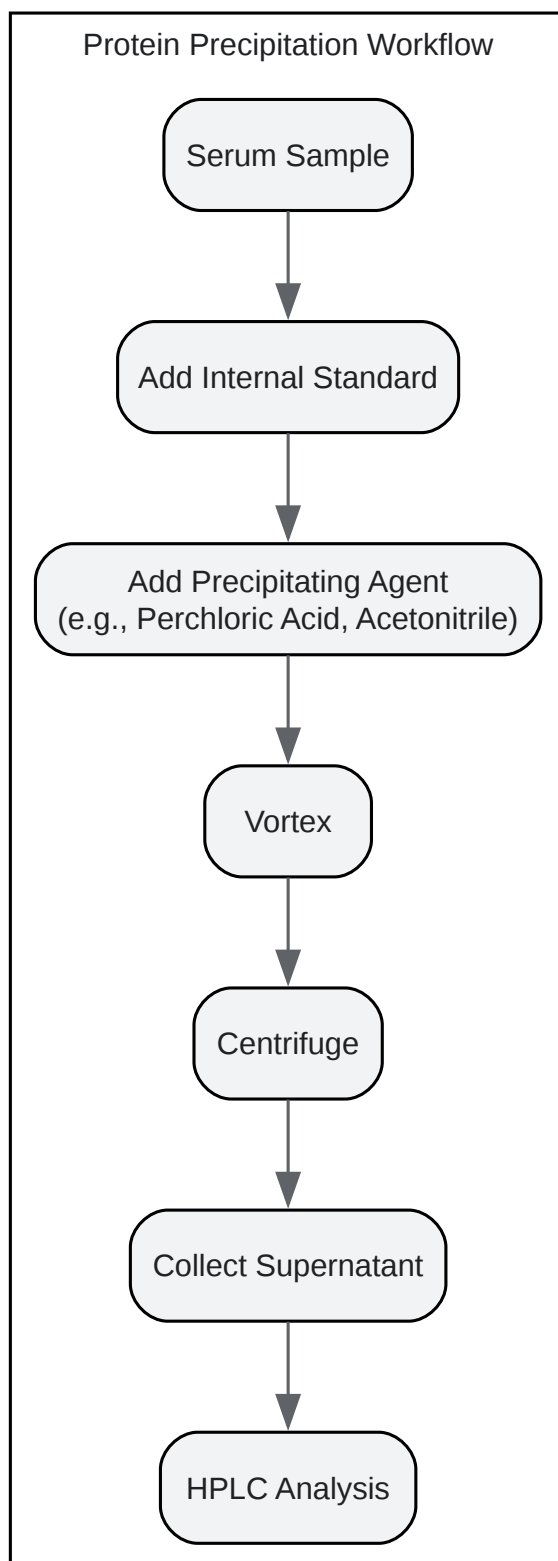 Protein Precipitation Workflow
Serum Sample
Add Internal Standard
Add Precipitating Agent
(e.g., Perchloric Acid, Acetonitrile)
Vortex
Centrifuge
Collect Supernatant
HPLC Analysis